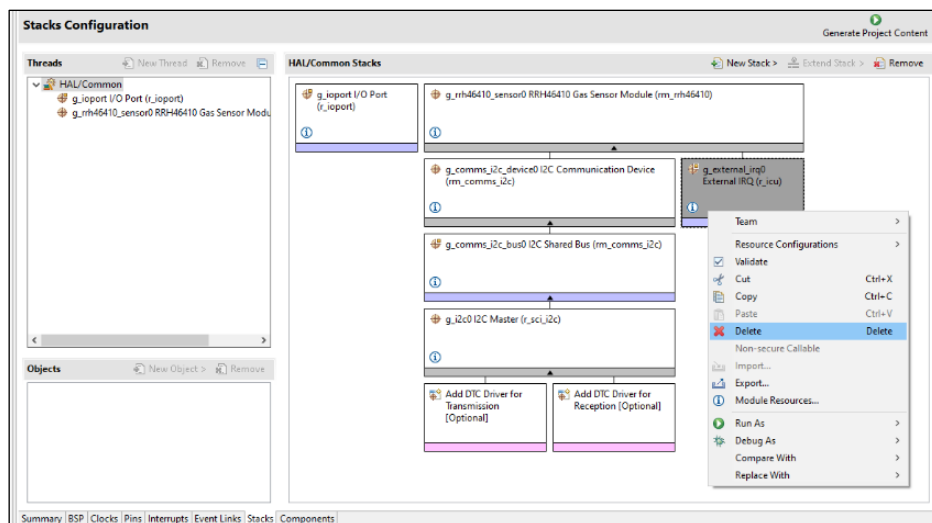 Stacks Configuration
Generate Project Content
Threads
New Thread
Remove
HAL/Common
g_ioport I/O Port (r_ioport)
g_rrh46410_sensor0 RRH46410 Gas Sensor Modu
Objects
New Object >
Remove
HAL/Common Stacks
New Stack >
Extend Stack >
Remove
g_ioport I/O Port
(r_ioport)
g_rrh46410_sensor0 RRH46410 Gas Sensor Module (rm_rrh46410)
g_comms_i2c_device0 I2C Communication Device
(rm_comms_i2c)
g_external_irq0
External IRQ (r_icu)
g_comms_i2c_bus0 I2C Shared Bus (rm_comms_i2c)
g_i2c0 I2C Master (r_sci_i2c)
Add DTC Driver for
Transmission
[Optional]
Add DTC Driver for
Reception [Optional]
Team >
Resource Configurations >
Validate
Cut Ctrl+X
Copy Ctrl+C
Paste Ctrl+V
Delete Delete
Non-secure Callable
Import...
Export...
Module Resources...
Run As >
Debug As >
Compare With >
Replace With >
Summary BSP Clocks Pins Interrupts Event Links Stacks Components